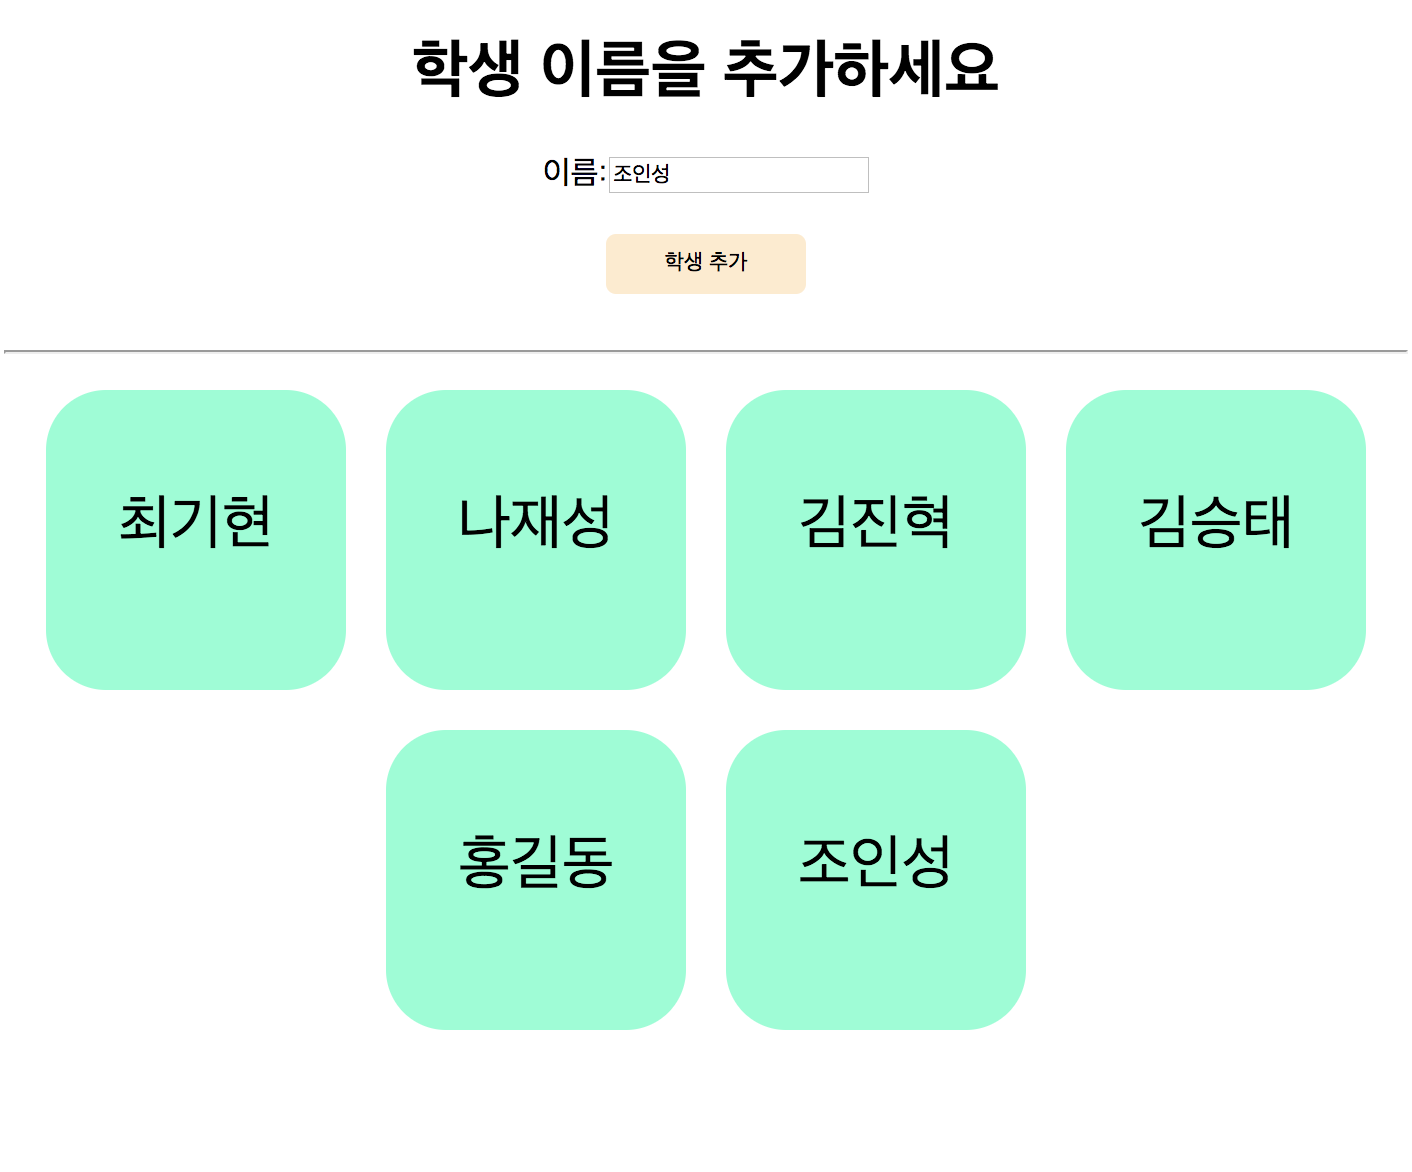 학생 이름을 추가하세요
이름: 조인성
학생 추가
최기현 나재성 김진혁 김승태
홍길동 조인성